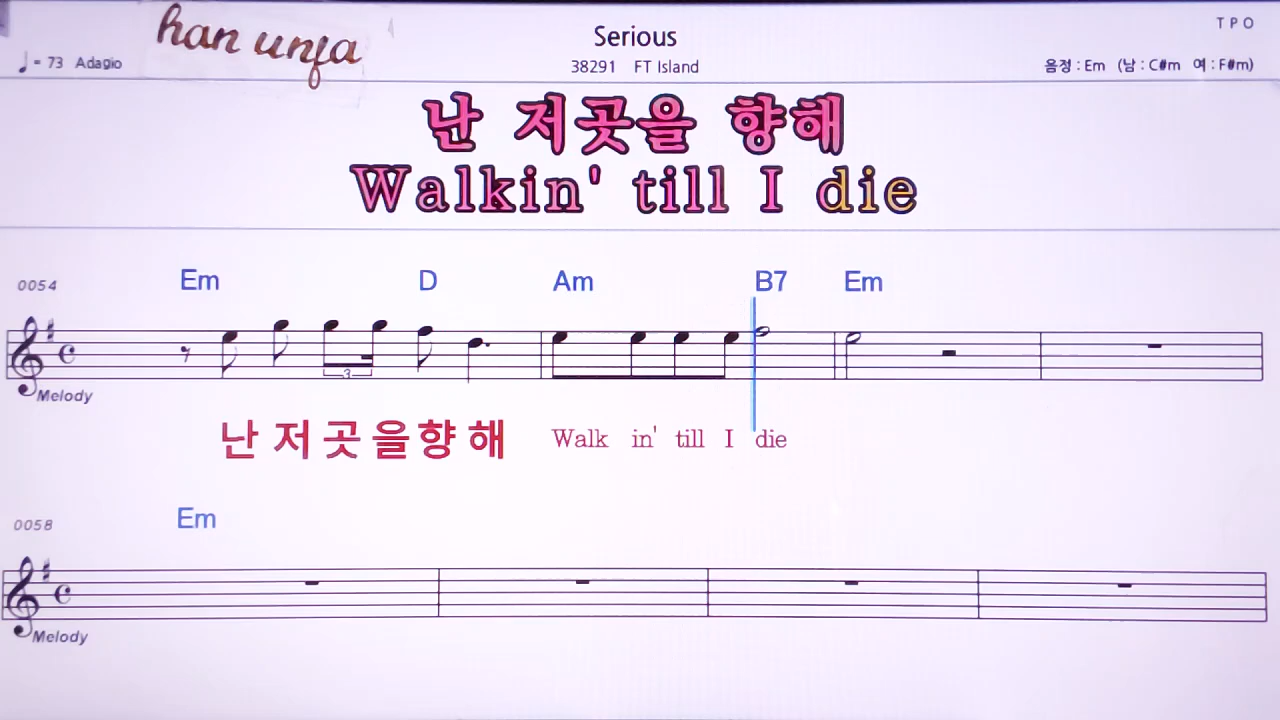 han unfa
Serious
T P O
♩ = 73 Adagio
38291 FT Island
음정 : Em (남 : C#m 여 : F#m)
난 저곳을 향해
Walkin' till I die
0054 Em D Am B7 Em
3
Melody
난 저 곳 을 향 해 Walk in' till I die
0058 Em
Melody